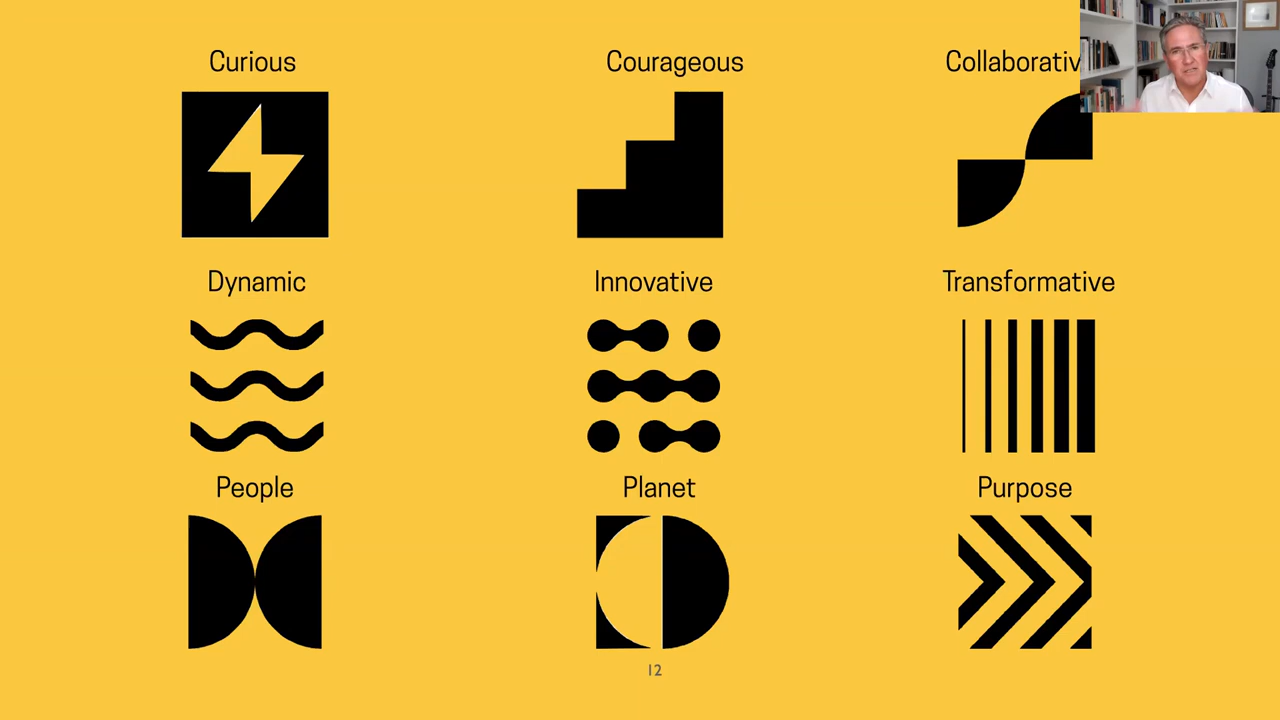 Curious
Courageous
Collaborativ
Dynamic
Innovative
Transformative
People
Planet
Purpose
12